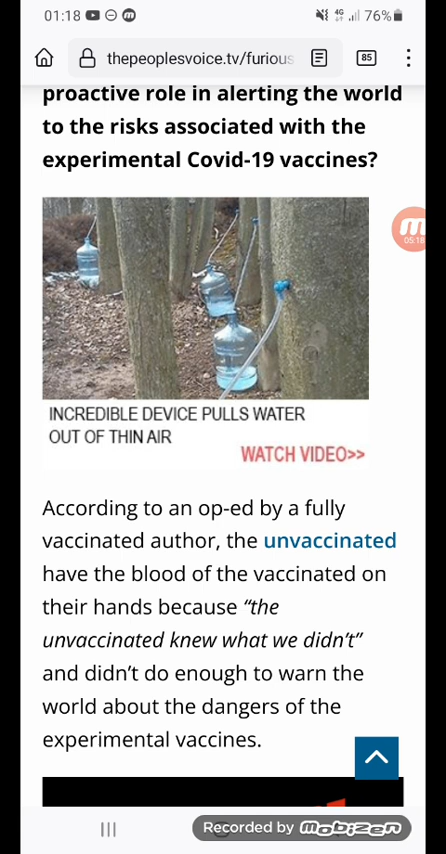 01:18 4G 76%
thepeoplesvoice.tv/furious 85
proactive role in alerting the world
to the risks associated with the
experimental Covid-19 vaccines?
m
05:18
INCREDIBLE DEVICE PULLS WATER
OUT OF THIN AIR
WATCH VIDEO>>
According to an op-ed by a fully
vaccinated author, the unvaccinated
have the blood of the vaccinated on
their hands because “the
unvaccinated knew what we didn’t”
and didn’t do enough to warn the
world about the dangers of the
experimental vaccines.
Recorded by mobizen